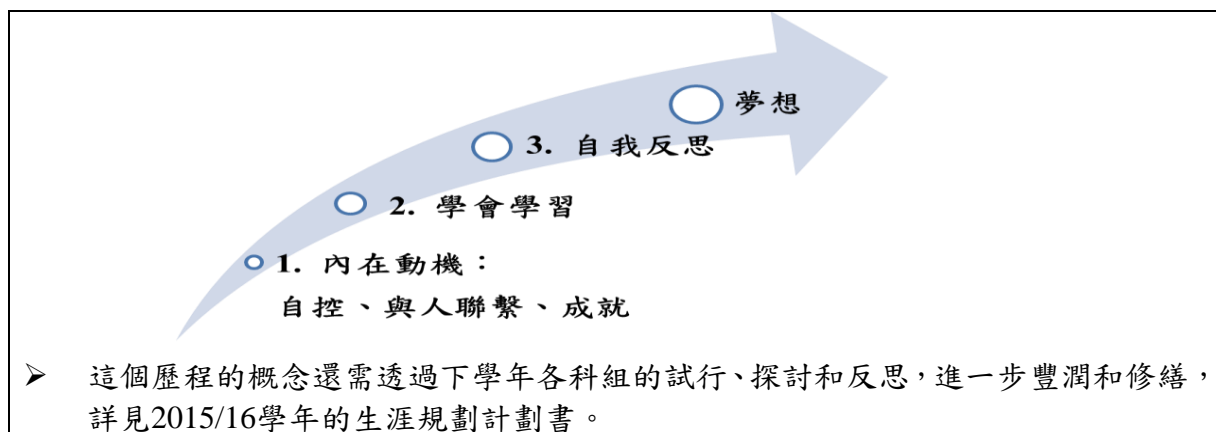 夢想
3. 自我反思
2. 學會學習
1. 內在動機：
自控、與人聯繫、成就
➢ 這個歷程的概念還需透過下學年各科組的試行、探討和反思，進一步豐潤和修繕，
詳見2015/16學年的生涯規劃計劃書。